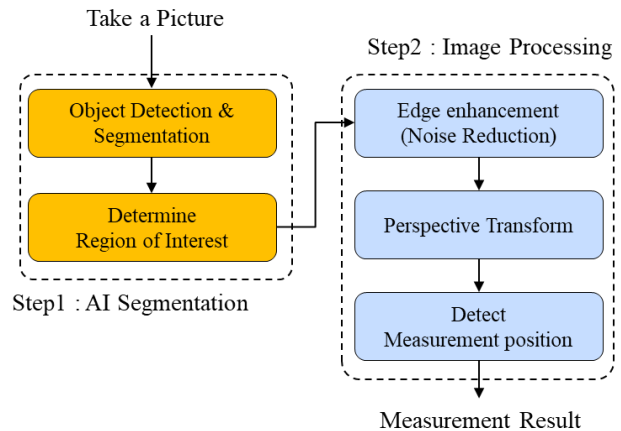 Take a Picture
Object Detection &
Segmentation
Determine
Region of Interest
Step1 : AI Segmentation
Step2 : Image Processing
Edge enhancement
(Noise Reduction)
Perspective Transform
Detect
Measurement position
Measurement Result